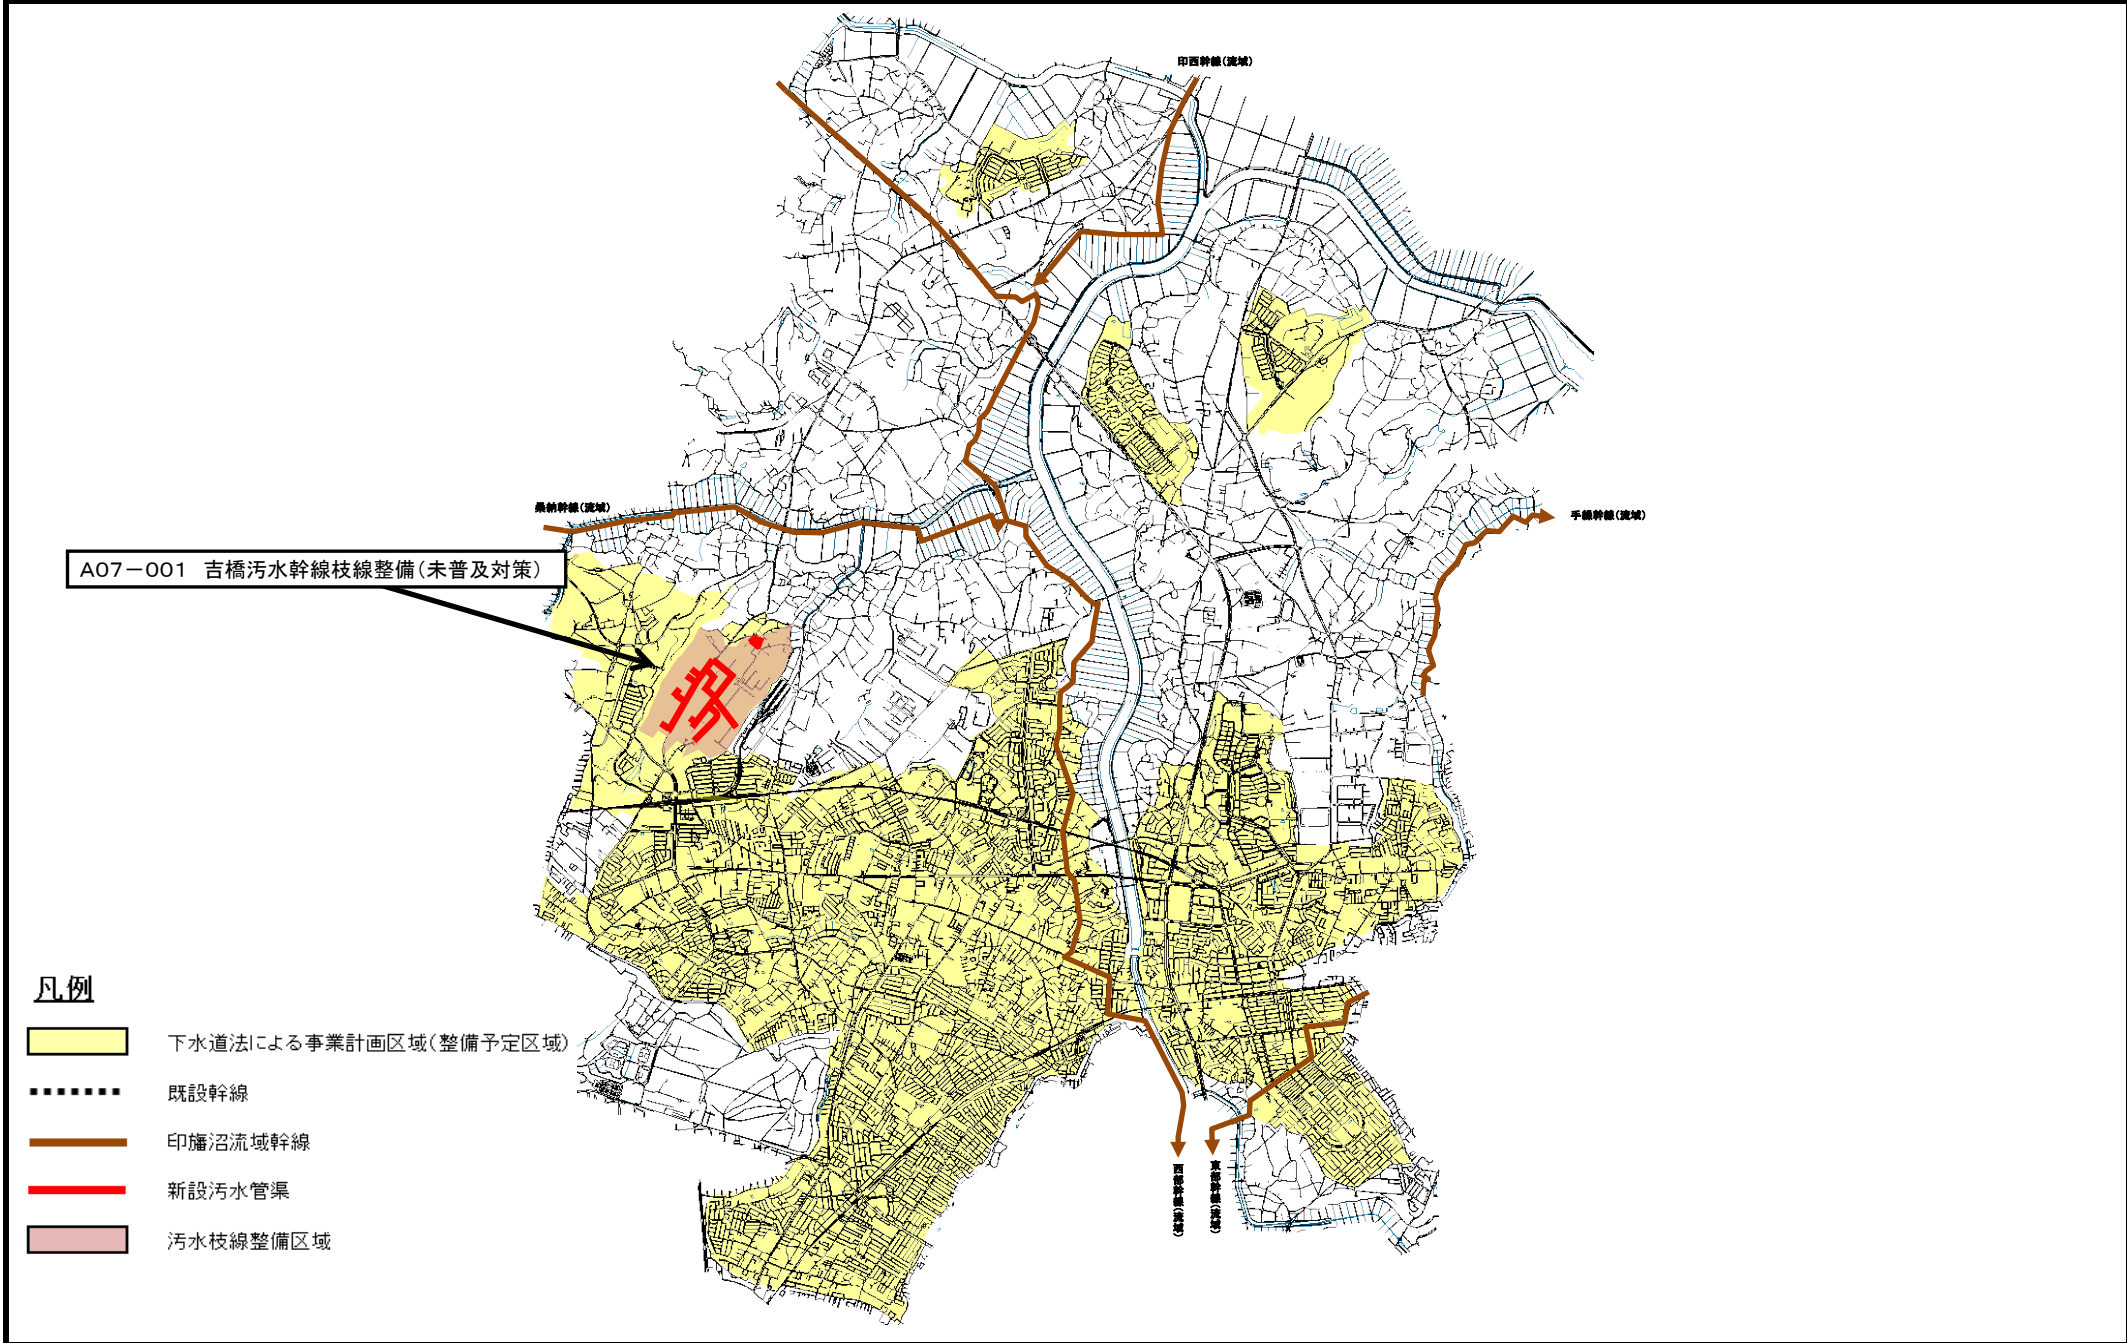 印西幹線(流域)
桑納幹線(流域)
手繰幹線(流域)
A07－001 吉橋汚水幹線枝線整備(未普及対策)
凡例
下水道法による事業計画区域(整備予定区域)
既設幹線
印旛沼流域幹線
新設汚水管渠
汚水枝線整備区域
西部幹線(流域)
東部幹線(流域)